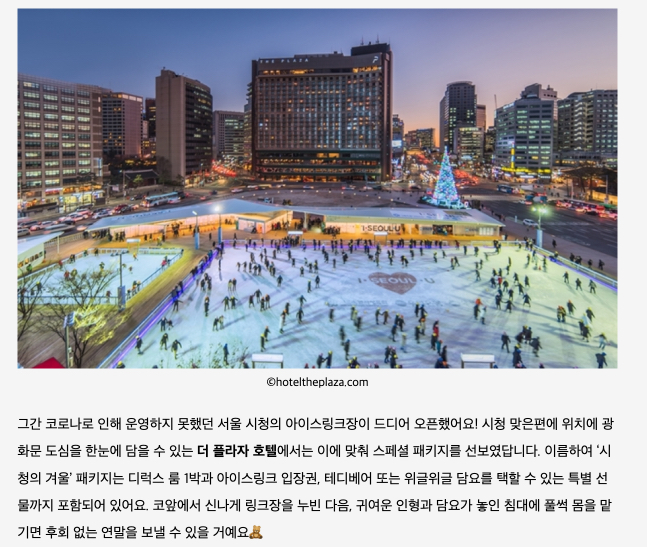 THE PLAZA
I·SEOUL·U
I·SEOUL·U
©hoteltheplaza.com
그간 코로나로 인해 운영하지 못했던 서울 시청의 아이스링크장이 드디어 오픈했어요! 시청 맞은편에 위치에 광
화문 도심을 한눈에 담을 수 있는 더 플라자 호텔에서는 이에 맞춰 스페셜 패키지를 선보였답니다. 이름하여 ‘시
청의 겨울’ 패키지는 디럭스 룸 1박과 아이스링크 입장권, 테디베어 또는 위글위글 담요를 택할 수 있는 특별 선
물까지 포함되어 있어요. 코앞에서 신나게 링크장을 누빈 다음, 귀여운 인형과 담요가 놓인 침대에 풀썩 몸을 맡
기면 후회 없는 연말을 보낼 수 있을 거예요🧸